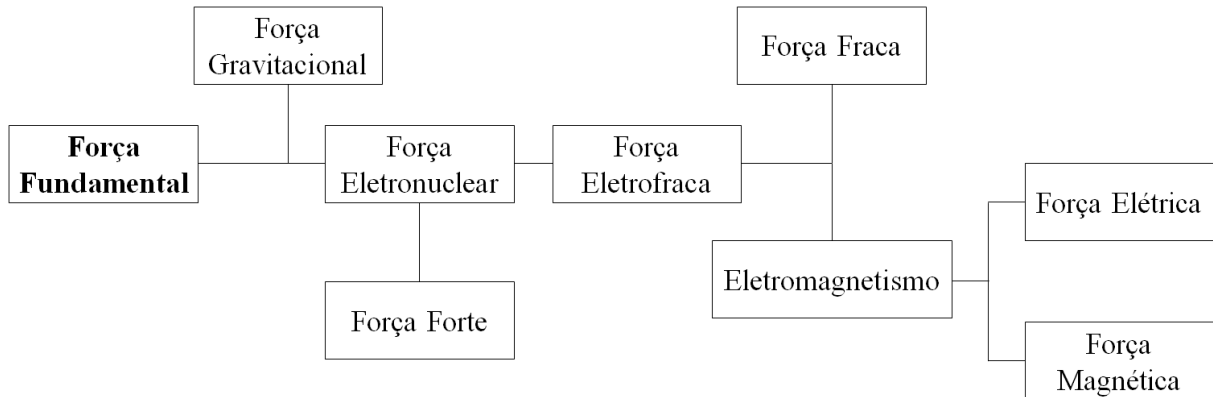 Força
Gravitacional
Força Fraca
Força
Fundamental
Força
Eletronuclear
Força
Eletrofraca
Força Elétrica
Eletromagnetismo
Força Forte
Força
Magnética